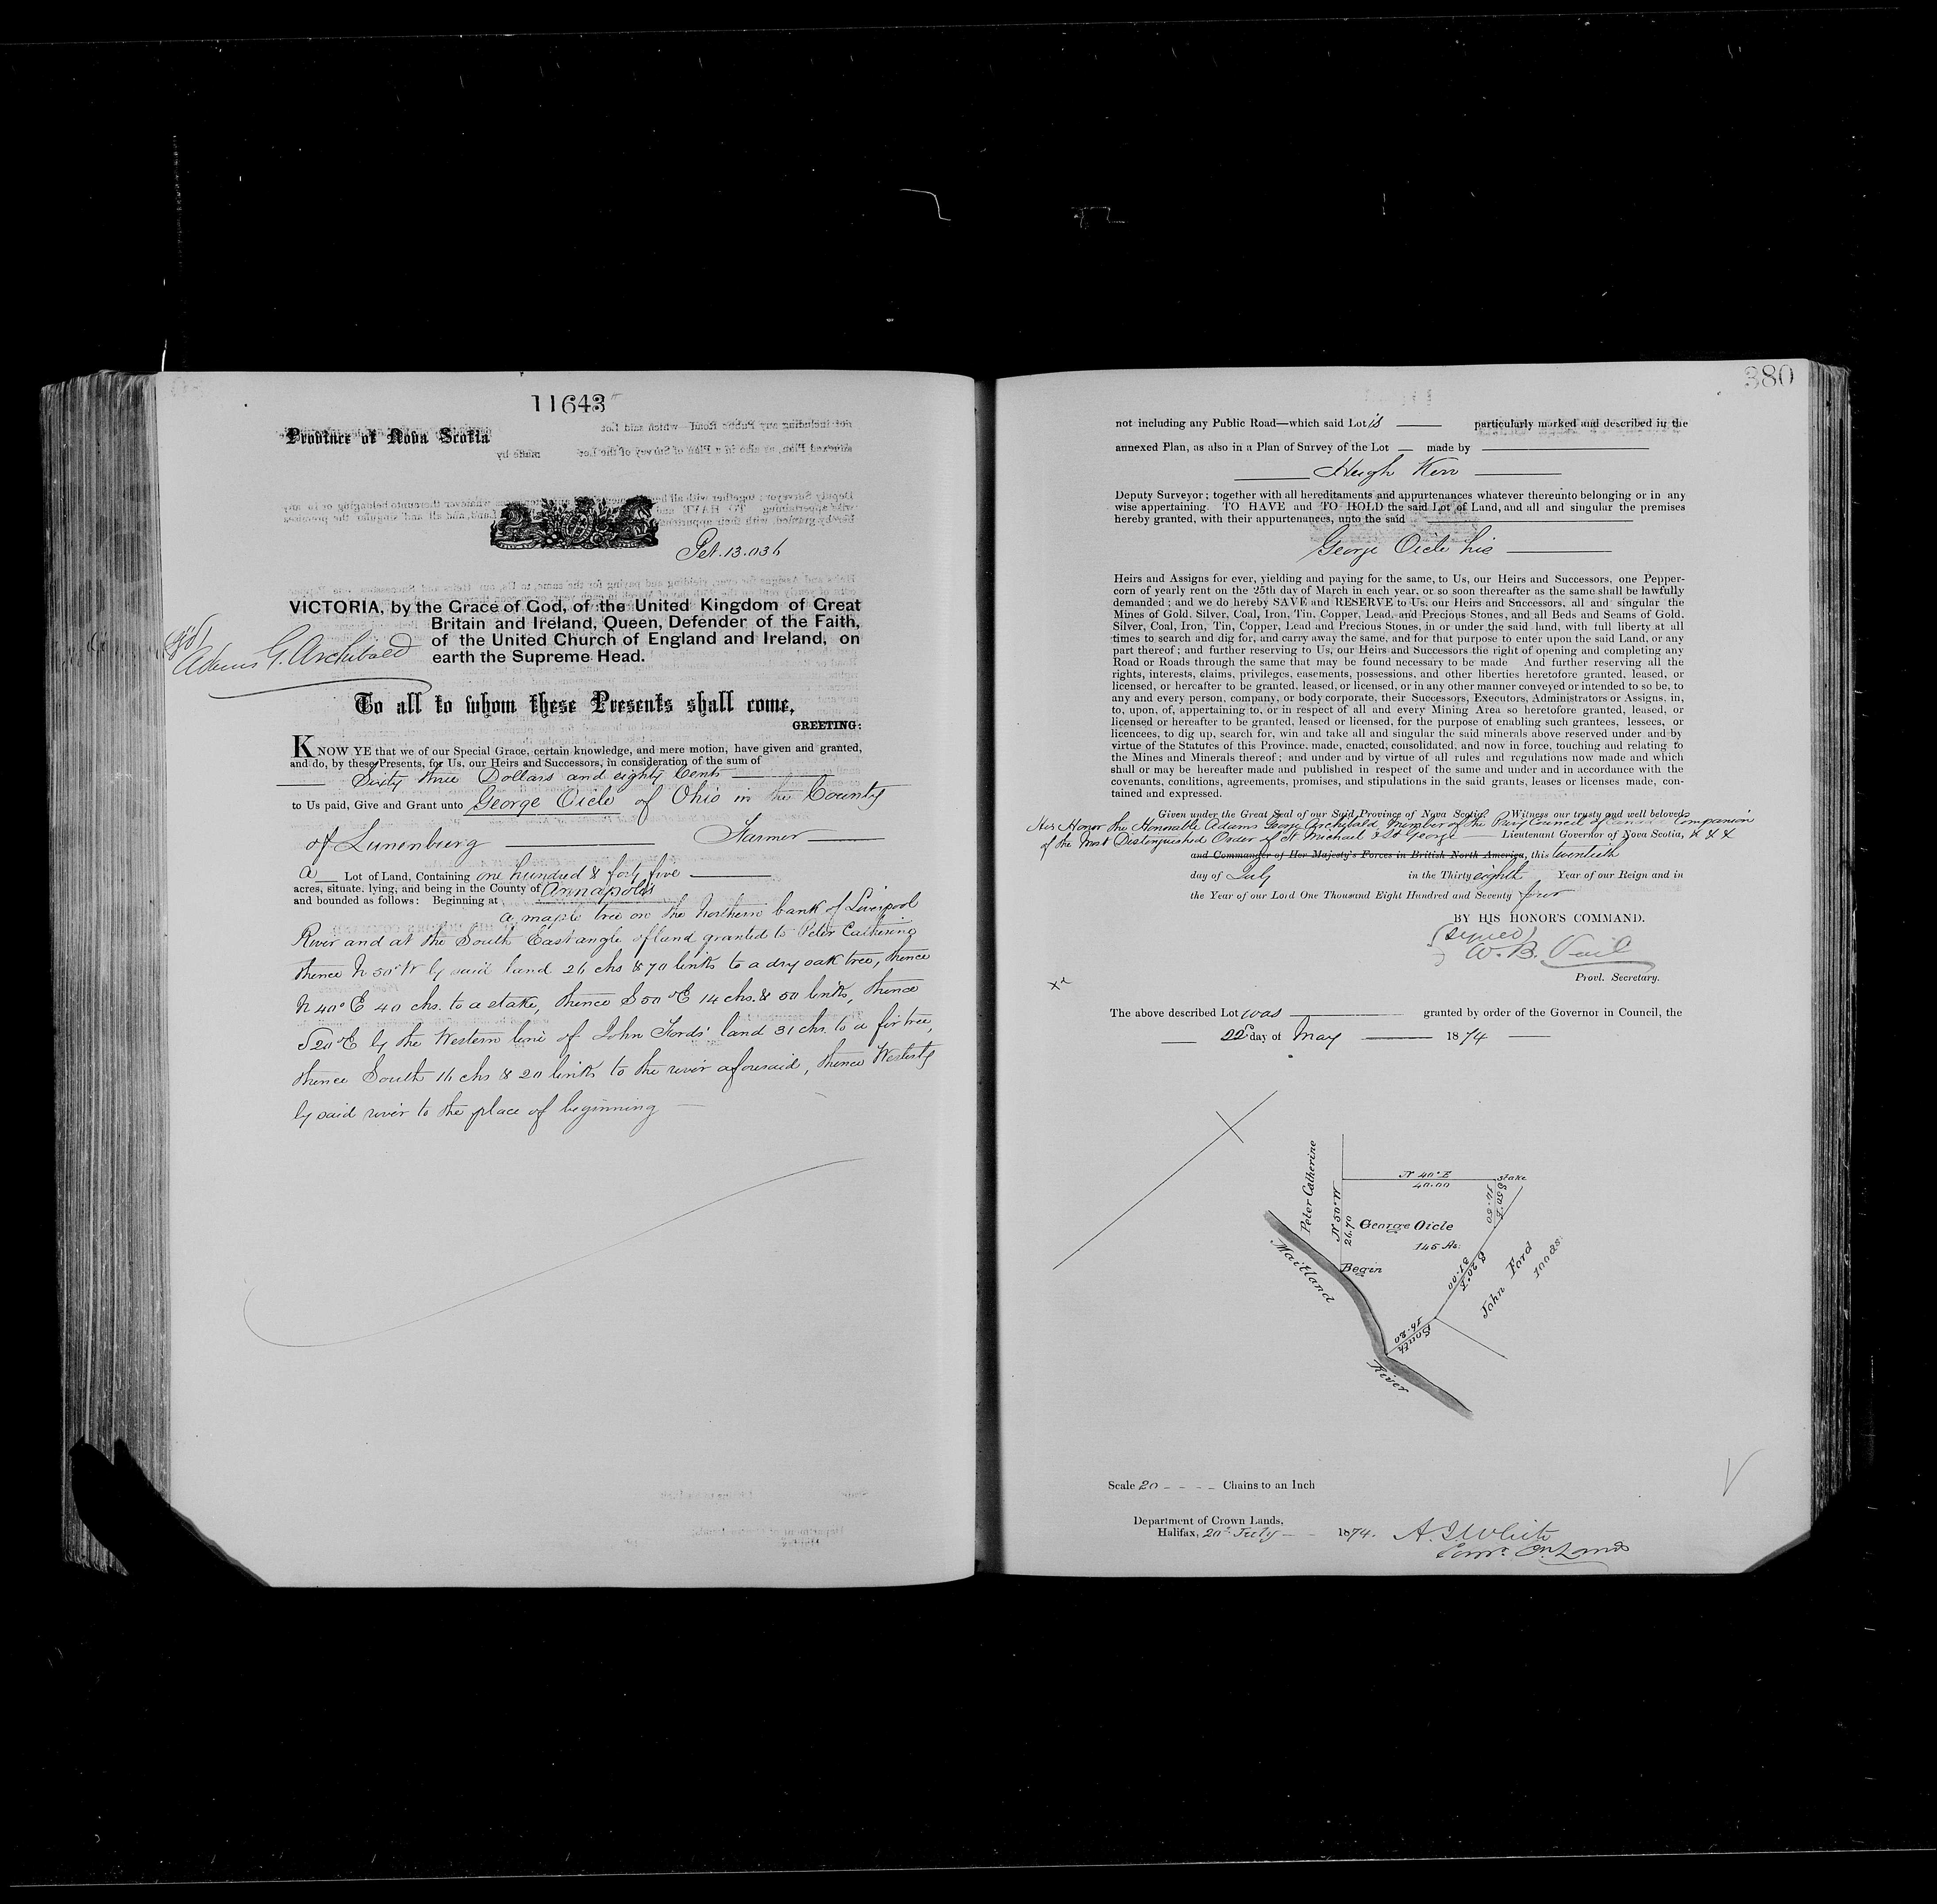 11643
Province of Nova Scotia
Pet. 13.036
VICTORIA, by the Grace of God, of the United Kingdom of Great
Britain and Ireland, Queen, Defender of the Faith,
of the United Church of England and Ireland, on
earth the Supreme Head.
Adams G. Archibald
To all to whom these Presents shall come,
GREETING:
KNOW YE that we of our Special Grace, certain knowledge, and mere motion, have given and granted,
and do, by these Presents, for Us, our Heirs and Successors, in consideration of the sum of
Sixty three Dollars and eighty Cents
to Us paid, Give and Grant unto George Oicle of Ohio in the County
of Lunenburg Farmer
a Lot of Land, Containing one hundred & forty five
acres, situate, lying, and being in the County of Annapolis
and bounded as follows: Beginning at
a maple tree on the Northern bank of Liverpool
River and at the South East angle of land granted to Peter Catherine
thence N 50° W by said land 26 chs & 70 links to a dry oak tree, thence
N 40° E 40 chs. to a stake, thence S 50° E 14 chs. & 50 links, thence
S 20° E by the Western line of John Fords' land 31 chs. to a fir tree,
thence South 16 chs & 20 links to the river aforesaid, thence Westerly
by said river to the place of beginning
380
not including any Public Road—which said Lot is particularly marked and described in the
annexed Plan, as also in a Plan of Survey of the Lot made by
Hugh Kerr
Deputy Surveyor; together with all hereditaments and appurtenances whatever thereunto belonging or in any
wise appertaining. TO HAVE and TO HOLD the said Lot of Land, and all and singular the premises
hereby granted, with their appurtenances, unto the said
George Oicle his
Heirs and Assigns for ever, yielding and paying for the same, to Us, our Heirs and Successors, one Pepper-
corn of yearly rent on the 25th day of March in each year, or so soon thereafter as the same shall be lawfully
demanded; and we do hereby SAVE and RESERVE to Us, our Heirs and Successors, all and singular the
Mines of Gold, Silver, Coal, Iron, Tin, Copper, Lead, and Precious Stones, and all Beds and Seams of Gold,
Silver, Coal, Iron, Tin, Copper, Lead and Precious Stones, in or under the said land, with full liberty at all
times to search and dig for, and carry away the same, and for that purpose to enter upon the said Land, or any
part thereof; and further reserving to Us, our Heirs and Successors the right of opening and completing any
Road or Roads through the same that may be found necessary to be made And further reserving all the
rights, interests, claims, privileges, easements, possessions, and other liberties heretofore granted, leased, or
licensed, or hereafter to be granted, leased, or licensed, or in any other manner conveyed or intended to so be, to
any and every person, company, or body corporate, their Successors, Executors, Administrators or Assigns, in,
to, upon, of, appertaining to, or in respect of all and every Mining Area so heretofore granted, leased, or
licensed or hereafter to be granted, leased or licensed, for the purpose of enabling such grantees, lessees, or
licencees, to dig up, search for, win and take all and singular the said minerals above reserved under and by
virtue of the Statutes of this Province, made, enacted, consolidated, and now in force, touching and relating to
the Mines and Minerals thereof; and under and by virtue of all rules and regulations now made and which
shall or may be hereafter made and published in respect of the same and under and in accordance with the
covenants, conditions, agreements, promises, and stipulations in the said grants, leases or licenses made, con-
tained and expressed.
Given under the Great Seal of our Said Province of Nova Scotia. Witness our trusty and well beloved
His Honor the Honorable Adams George Archibald, Member of the Privy Council of Canada Companion
of the Most Distinguished Order of St Michael & St George Lieutenant Governor of Nova Scotia, & & &
and Commander of Her Majesty's Forces in British North America, this twentieth
day of July in the Thirty eighth Year of our Reign and in
the Year of our Lord One Thousand Eight Hundred and Seventy four
BY HIS HONOR'S COMMAND.
(signed)
W. B. Vail
Provl. Secretary.
The above described Lot was granted by order of the Governor in Council, the
22d day of May 1874
N 40° E
40.00
stake
Peter Catherine
N 50° W
26.70
S 50° E
14.50
George Oicle
145 As.
Begin
Maitland
S 20° E
31.00
John Ford
100 as.
South
16.20
River
Scale 20 Chains to an Inch
Department of Crown Lands,
Halifax, 20th July 1874.